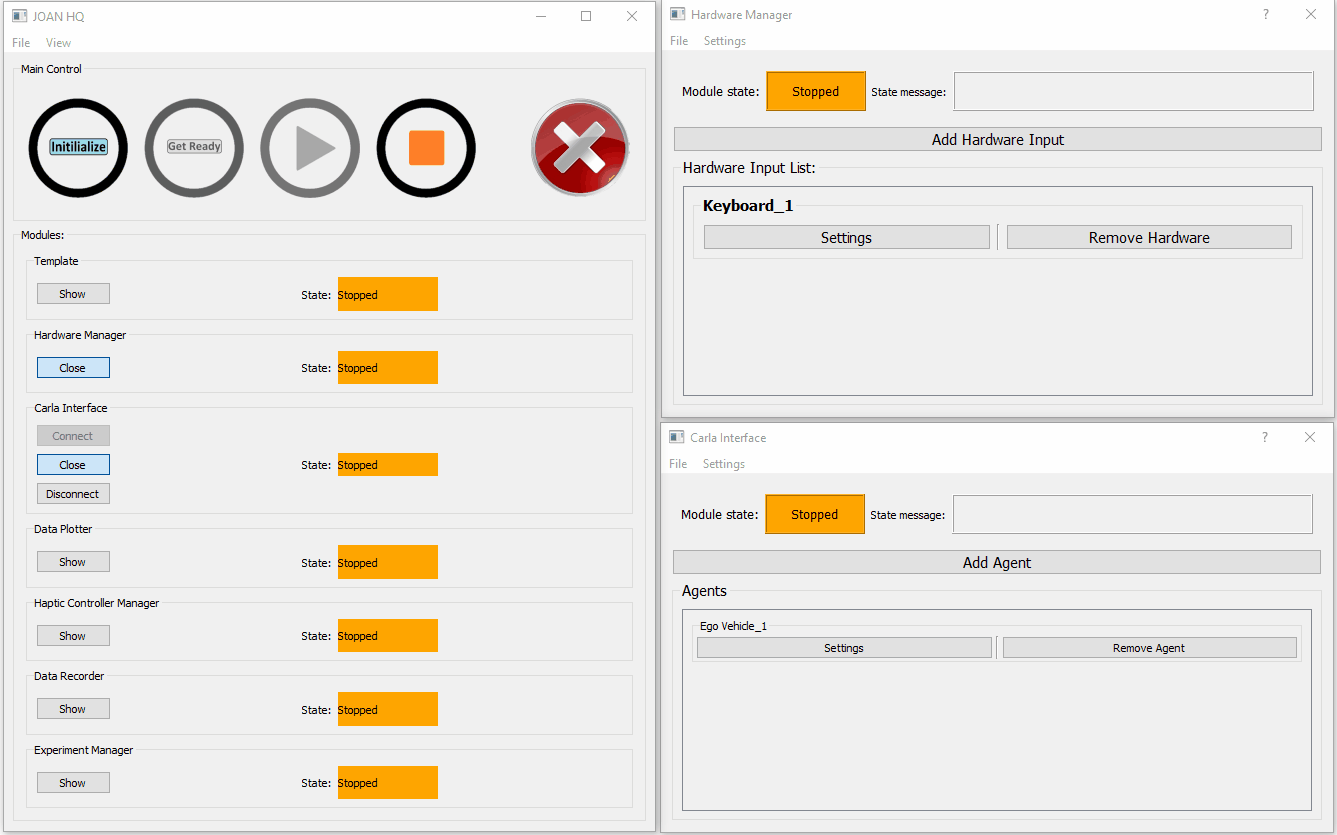 JOAN HQ
File View
Main Control
Initilialize
Get Ready
Modules:
Template
Show
State: Stopped
Hardware Manager
Close
State: Stopped
Carla Interface
Connect
Close
State: Stopped
Disconnect
Data Plotter
Show
State: Stopped
Haptic Controller Manager
Show
State: Stopped
Data Recorder
Show
State: Stopped
Experiment Manager
Show
State: Stopped
Hardware Manager
?
File Settings
Module state: Stopped State message:
Add Hardware Input
Hardware Input List:
Keyboard_1
Settings Remove Hardware
Carla Interface
?
File Settings
Module state: Stopped State message:
Add Agent
Agents
Ego Vehicle_1
Settings Remove Agent